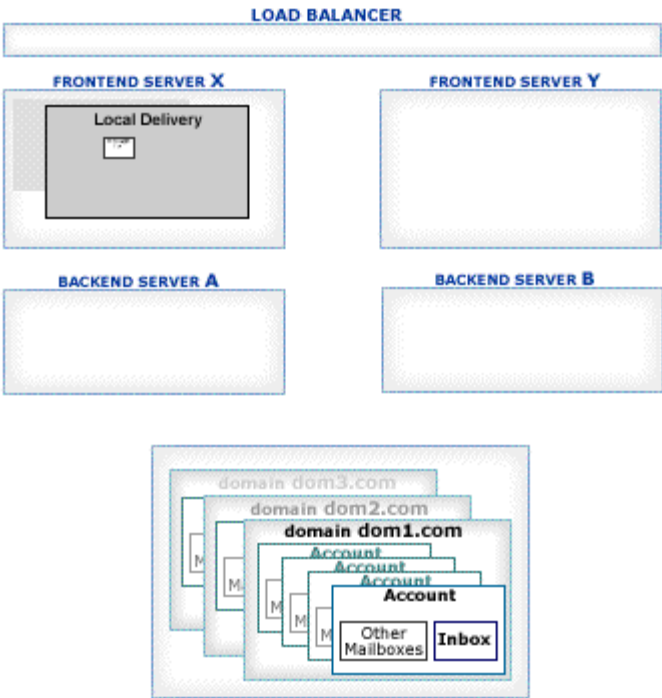 LOAD BALANCER
FRONTEND SERVER X
FRONTEND SERVER Y
Local Delivery
BACKEND SERVER A
BACKEND SERVER B
domain dom3.com
domain dom2.com
domain dom1.com
Account
Account
Account
Account
M
M
M
M
M
Other
Mailboxes
Inbox